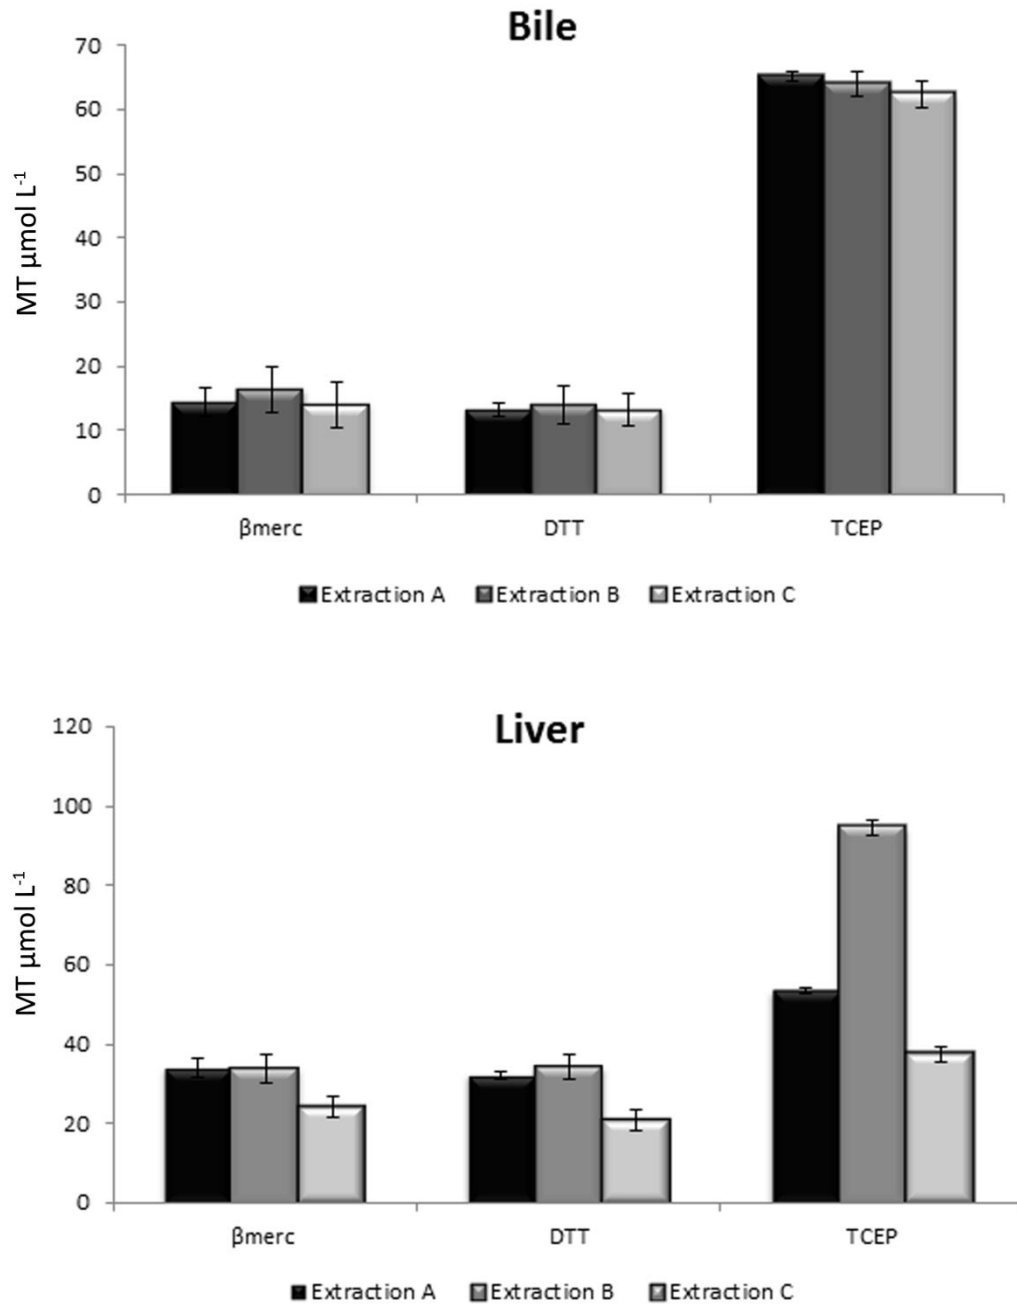 Bile
70
60
50
40
30
20
10
0
MT µmol L⁻¹
βmerc DTT TCEP
Extraction A Extraction B Extraction C
Liver
120
100
80
60
40
20
0
MT µmol L⁻¹
βmerc DTT TCEP
Extraction A Extraction B Extraction C